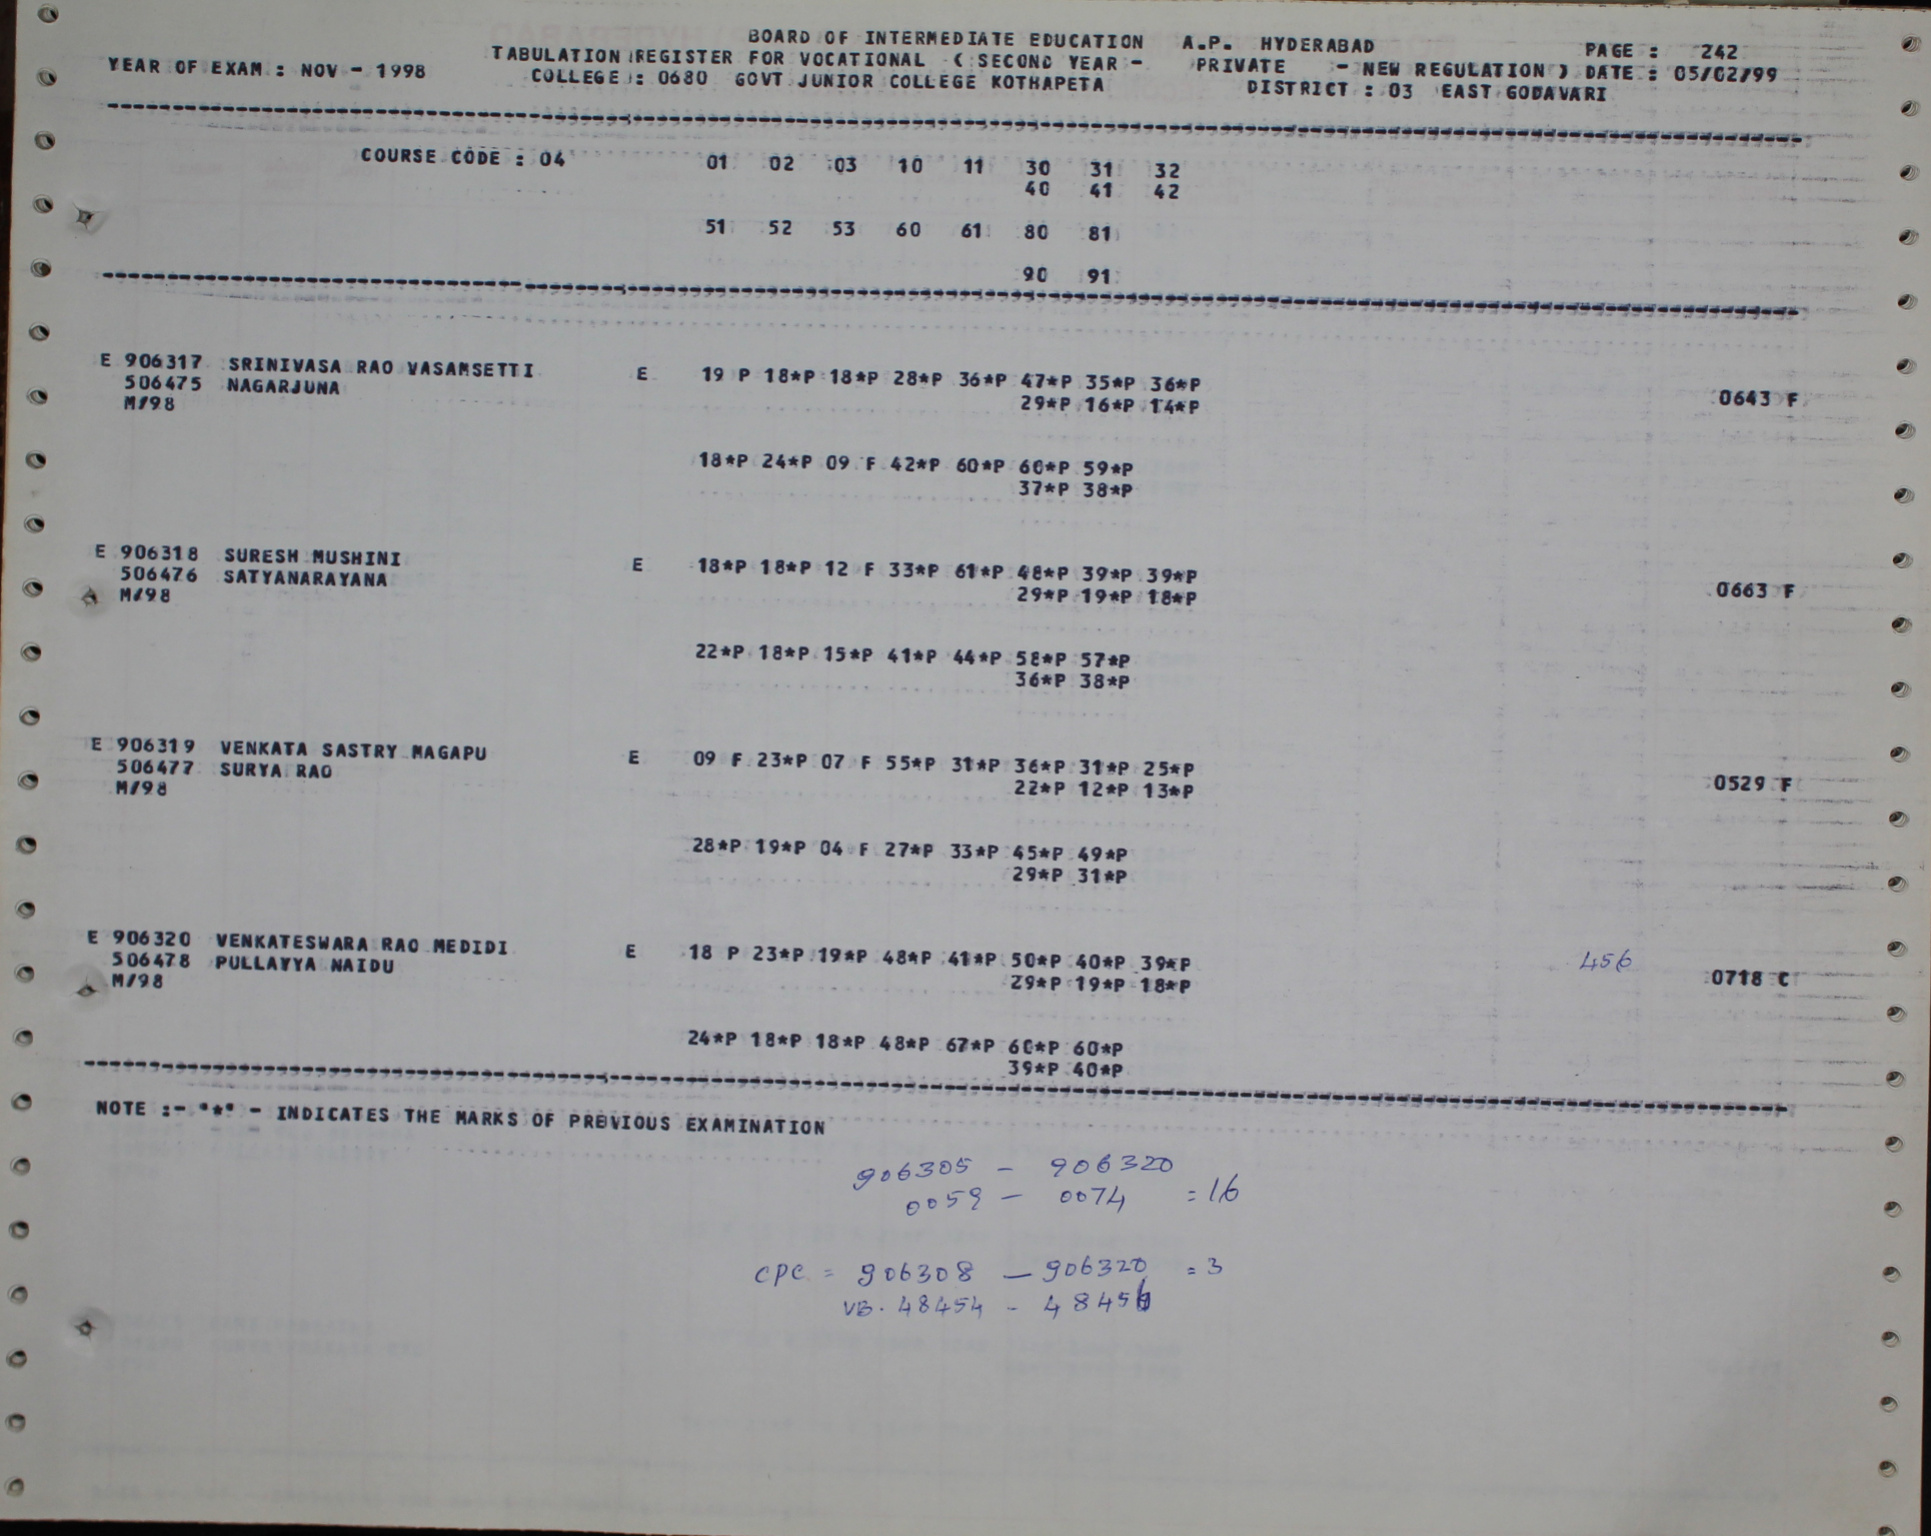 BOARD OF INTERMEDIATE EDUCATION A.P. HYDERABAD PAGE : 242
YEAR OF EXAM : NOV - 1998 TABULATION REGISTER FOR VOCATIONAL ( SECOND YEAR - PRIVATE - NEW REGULATION ) DATE : 05/02/99
COLLEGE : 0680 GOVT JUNIOR COLLEGE KOTHAPETA DISTRICT : 03 EAST GODAVARI
COURSE CODE : 04 01 02 03 10 11 30 31 32
40 41 42
51 52 53 60 61 80 81
90 91
E 906317 SRINIVASA RAO VASAMSETTI E 19 P 18*P 18*P 28*P 36*P 47*P 35*P 36*P
506475 NAGARJUNA 29*P 16*P 14*P 0643 F
M/98
18*P 24*P 09 F 42*P 60*P 60*P 59*P
37*P 38*P
E 906318 SURESH MUSHINI E 18*P 18*P 12 F 33*P 61*P 48*P 39*P 39*P
506476 SATYANARAYANA 29*P 19*P 18*P 0663 F
M/98
22*P 18*P 15*P 41*P 44*P 58*P 57*P
36*P 38*P
E 906319 VENKATA SASTRY MAGAPU E 09 F 23*P 07 F 55*P 31*P 36*P 31*P 25*P
506477 SURYA RAO 22*P 12*P 13*P 0529 F
M/98
28*P 19*P 04 F 27*P 33*P 45*P 49*P
29*P 31*P
E 906320 VENKATESWARA RAO MEDIDI E 18 P 23*P 19*P 48*P 41*P 50*P 40*P 39*P 456
506478 PULLAYYA NAIDU 29*P 19*P 18*P 0718 C
M/98
24*P 18*P 18*P 48*P 67*P 60*P 60*P
39*P 40*P
NOTE :- "*" - INDICATES THE MARKS OF PREVIOUS EXAMINATION
906305 - 906320
0059 - 0074 = 16
CPC = 906308 - 906320 = 3
VB. 48454 - 48456